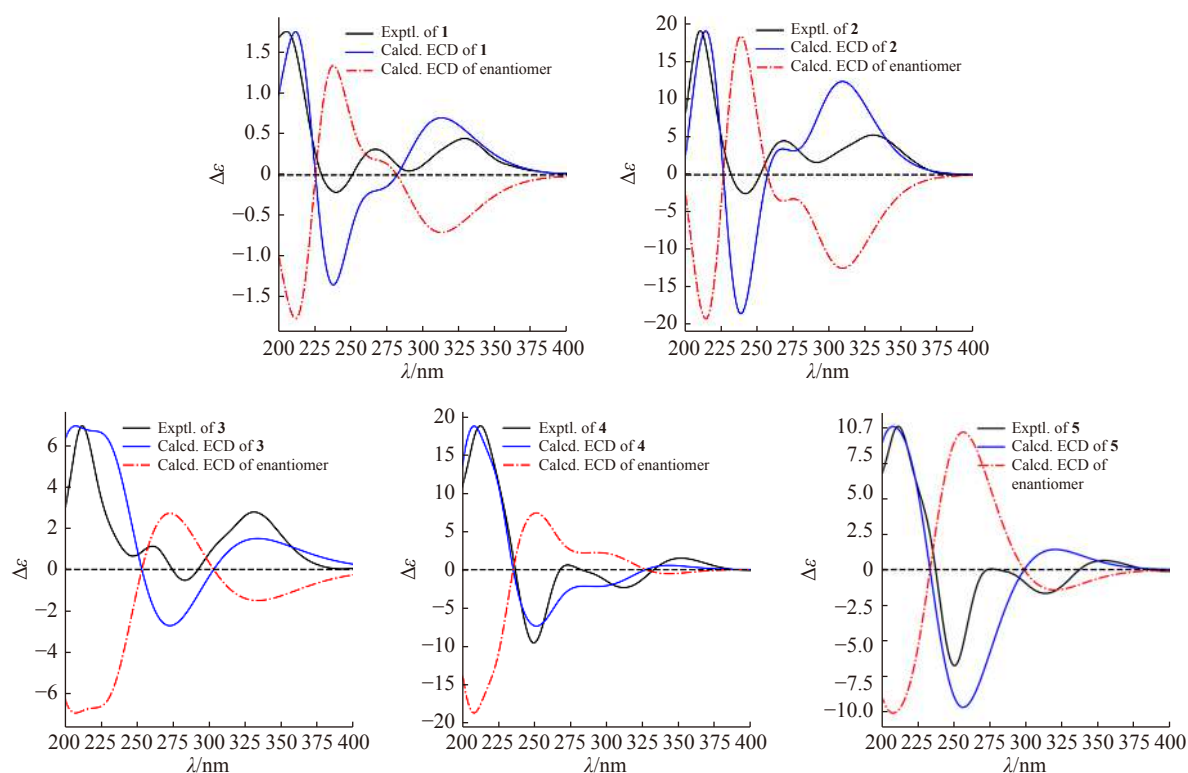 Exptl. of 1
Calcd. ECD of 1
Calcd. ECD of enantiomer
1.5
1.0
0.5
0
−0.5
−1.0
−1.5
Δε
200 225 250 275 300 325 350 375 400
λ/nm
Exptl. of 2
Calcd. ECD of 2
Calcd. ECD of enantiomer
20
15
10
5
0
−5
−10
−15
−20
Δε
200 225 250 275 300 325 350 375 400
λ/nm
Exptl. of 3
Calcd. ECD of 3
Calcd. ECD of enantiomer
6
4
2
0
−2
−4
−6
Δε
200 225 250 275 300 325 350 375 400
λ/nm
Exptl. of 4
Calcd. ECD of 4
Calcd. ECD of enantiomer
20
15
10
5
0
−5
−10
−15
−20
Δε
200 225 250 275 300 325 350 375 400
λ/nm
Exptl. of 5
Calcd. ECD of 5
Calcd. ECD of
enantiomer
10.7
7.5
5.0
2.5
0
−2.5
−5.0
−7.5
−10.0
Δε
200 225 250 275 300 325 350 375 400
λ/nm